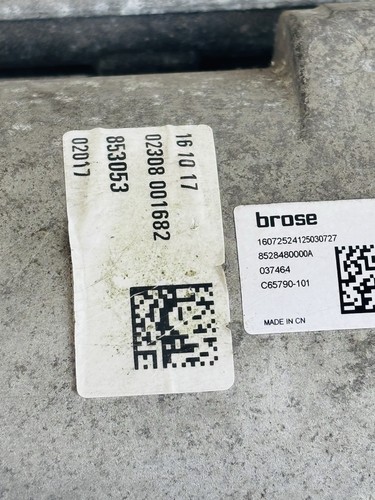 16 10 17
02308 001682
853053
02017
brose
16072524125030727
8528480000A
037464
C65790-101
MADE IN CN